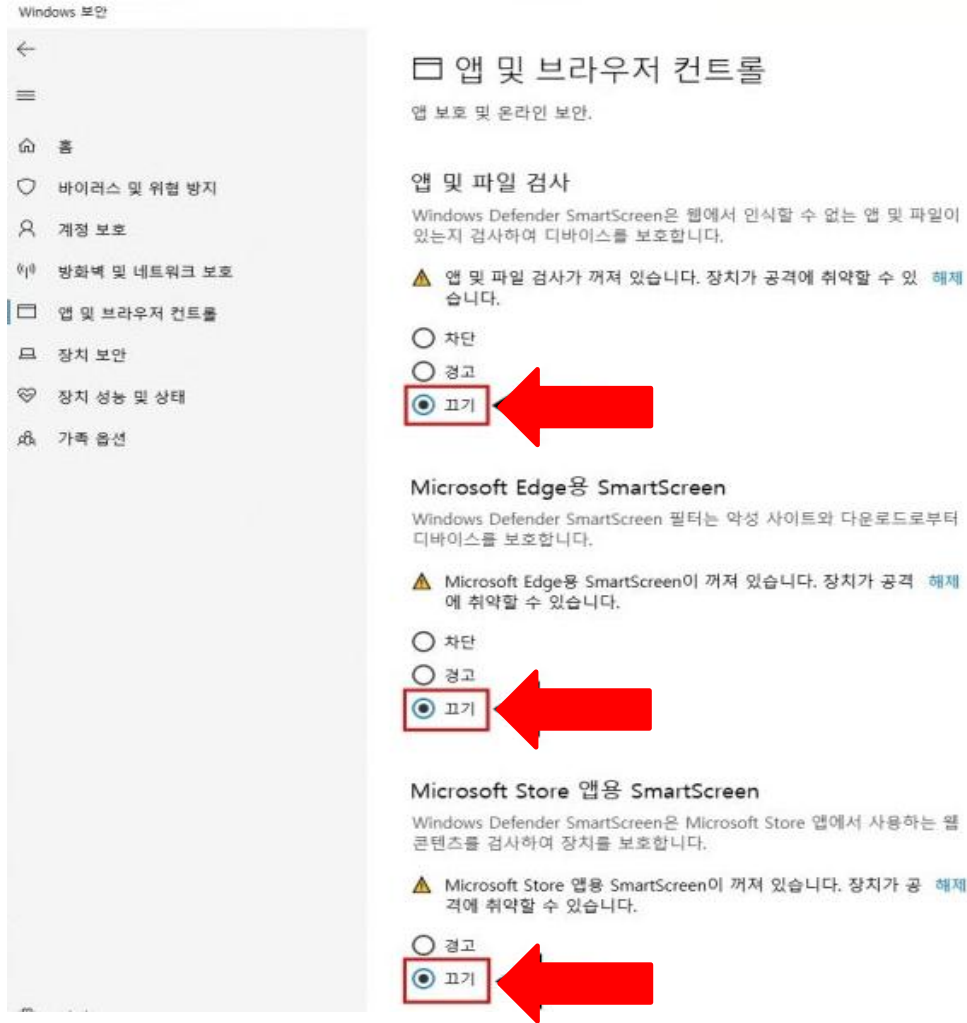 Windows 보안
홈
바이러스 및 위협 방지
계정 보호
방화벽 및 네트워크 보호
앱 및 브라우저 컨트롤
장치 보안
장치 성능 및 상태
가족 옵션
앱 및 브라우저 컨트롤
앱 보호 및 온라인 보안.
앱 및 파일 검사
Windows Defender SmartScreen은 웹에서 인식할 수 없는 앱 및 파일이
있는지 검사하여 디바이스를 보호합니다.
앱 및 파일 검사가 꺼져 있습니다. 장치가 공격에 취약할 수 있 해제
습니다.
차단
경고
끄기
Microsoft Edge용 SmartScreen
Windows Defender SmartScreen 필터는 악성 사이트와 다운로드로부터
디바이스를 보호합니다.
Microsoft Edge용 SmartScreen이 꺼져 있습니다. 장치가 공격 해제
에 취약할 수 있습니다.
차단
경고
끄기
Microsoft Store 앱용 SmartScreen
Windows Defender SmartScreen은 Microsoft Store 앱에서 사용하는 웹
콘텐츠를 검사하여 장치를 보호합니다.
Microsoft Store 앱용 SmartScreen이 꺼져 있습니다. 장치가 공 해제
격에 취약할 수 있습니다.
경고
끄기